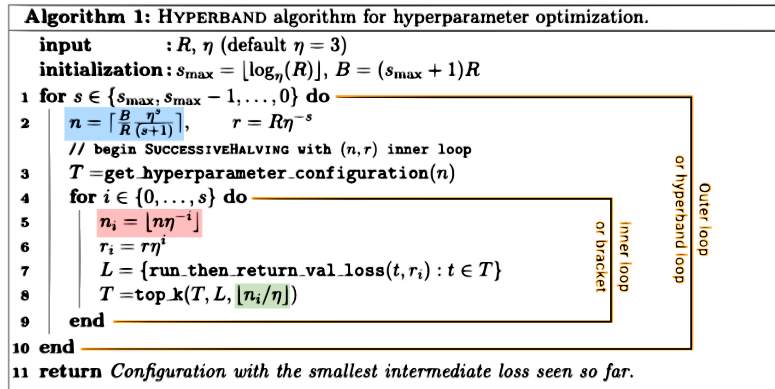 Algorithm 1: HYPERBAND algorithm for hyperparameter optimization.
input : R, η (default η = 3)
initialization : s_max = ⌊log_η(R)⌋, B = (s_max + 1)R
1 for s ∈ {s_max, s_max − 1, . . . , 0} do
2 n = ⌈B/R η^s/(s+1)⌉, r = Rη^−s
// begin SUCCESSIVEHALVING with (n, r) inner loop
3 T =get_hyperparameter_configuration(n)
4 for i ∈ {0, . . . , s} do
5 n_i = ⌊nη^−i⌋
6 r_i = rη^i
7 L = {run_then_return_val_loss(t, r_i) : t ∈ T}
8 T =top_k(T, L, ⌊n_i/η⌋)
9 end
10 end
11 return Configuration with the smallest intermediate loss seen so far.
Inner loop
or bracket
Outer loop
or hyperband loop